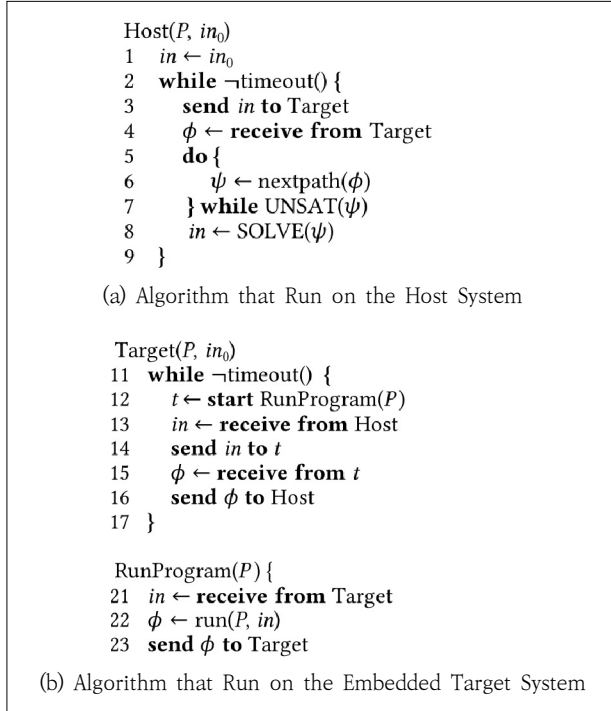 Host(P, in₀)
1 in ← in₀
2 while ¬timeout() {
3 send in to Target
4 ϕ ← receive from Target
5 do {
6 ψ ← nextpath(ϕ)
7 } while UNSAT(ψ)
8 in ← SOLVE(ψ)
9 }
(a) Algorithm that Run on the Host System
Target(P, in₀)
11 while ¬timeout() {
12 t ← start RunProgram(P)
13 in ← receive from Host
14 send in to t
15 ϕ ← receive from t
16 send ϕ to Host
17 }
RunProgram(P) {
21 in ← receive from Target
22 ϕ ← run(P, in)
23 send ϕ to Target
(b) Algorithm that Run on the Embedded Target System